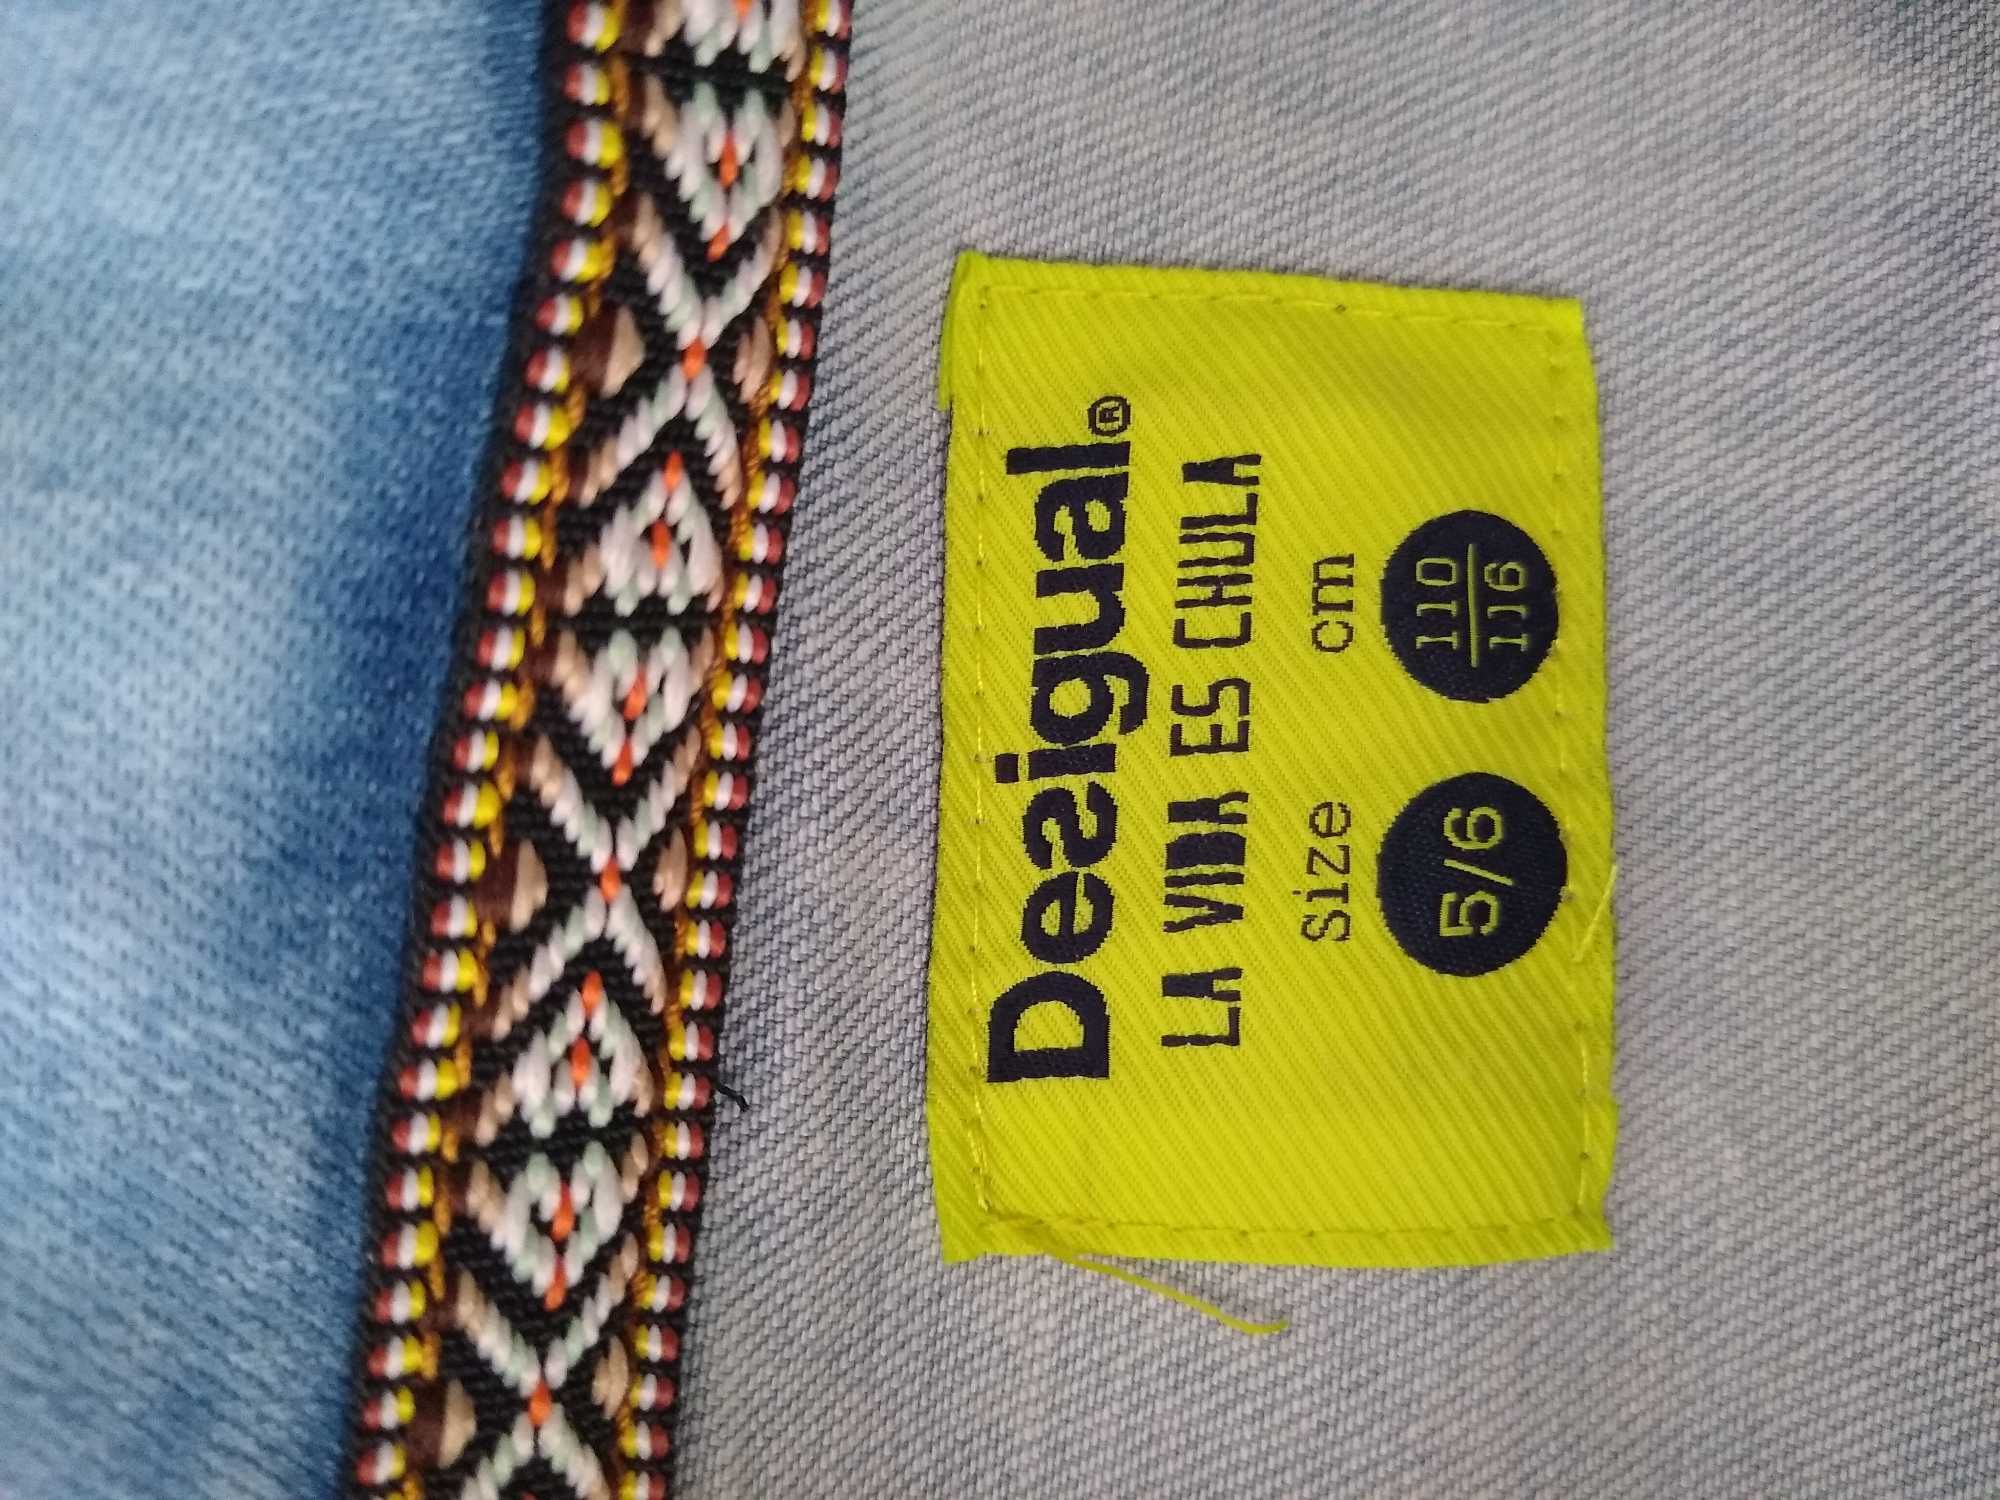 Desigual®
LA VIDA ES CHULA
Size cm
5/6 110/116